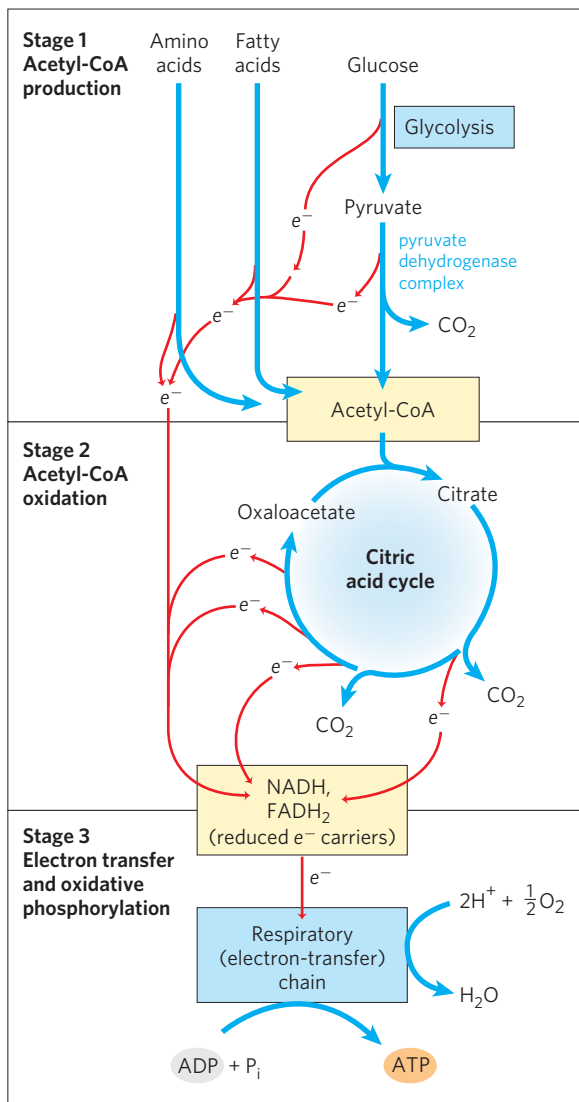 Stage 1
Acetyl-CoA
production
Amino
acids
Fatty
acids
Glucose
Glycolysis
e⁻
Pyruvate
pyruvate
dehydrogenase
complex
e⁻
e⁻
CO₂
e⁻
Acetyl-CoA
Stage 2
Acetyl-CoA
oxidation
Citrate
Oxaloacetate
e⁻
Citric
acid cycle
e⁻
e⁻
CO₂
e⁻
CO₂
NADH,
FADH₂
(reduced e⁻ carriers)
Stage 3
Electron transfer
and oxidative
phosphorylation
e⁻
2H⁺ + ½O₂
Respiratory
(electron-transfer)
chain
H₂O
ADP + Pᵢ
ATP